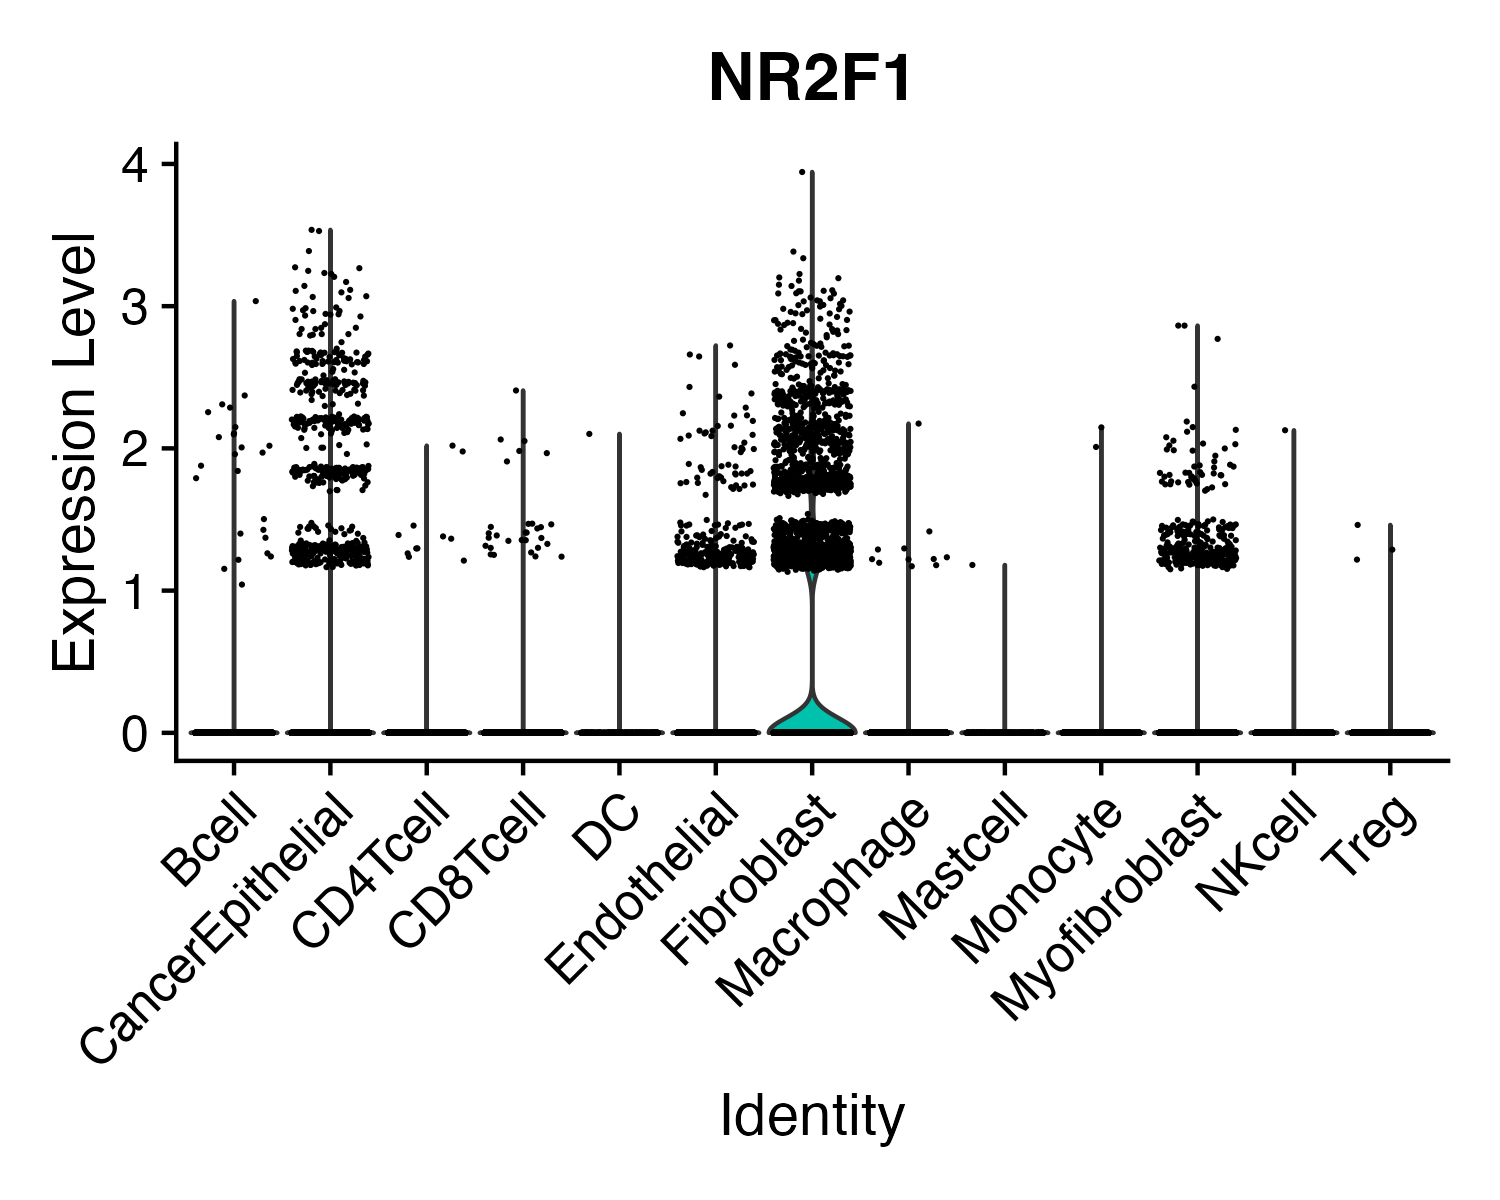 NR2F1
Expression Level
4
3
2
1
0
Bcell
CancerEpithelial
CD4Tcell
CD8Tcell
DC
Endothelial
Fibroblast
Macrophage
Mastcell
Monocyte
Myofibroblast
NKcell
Treg
Identity